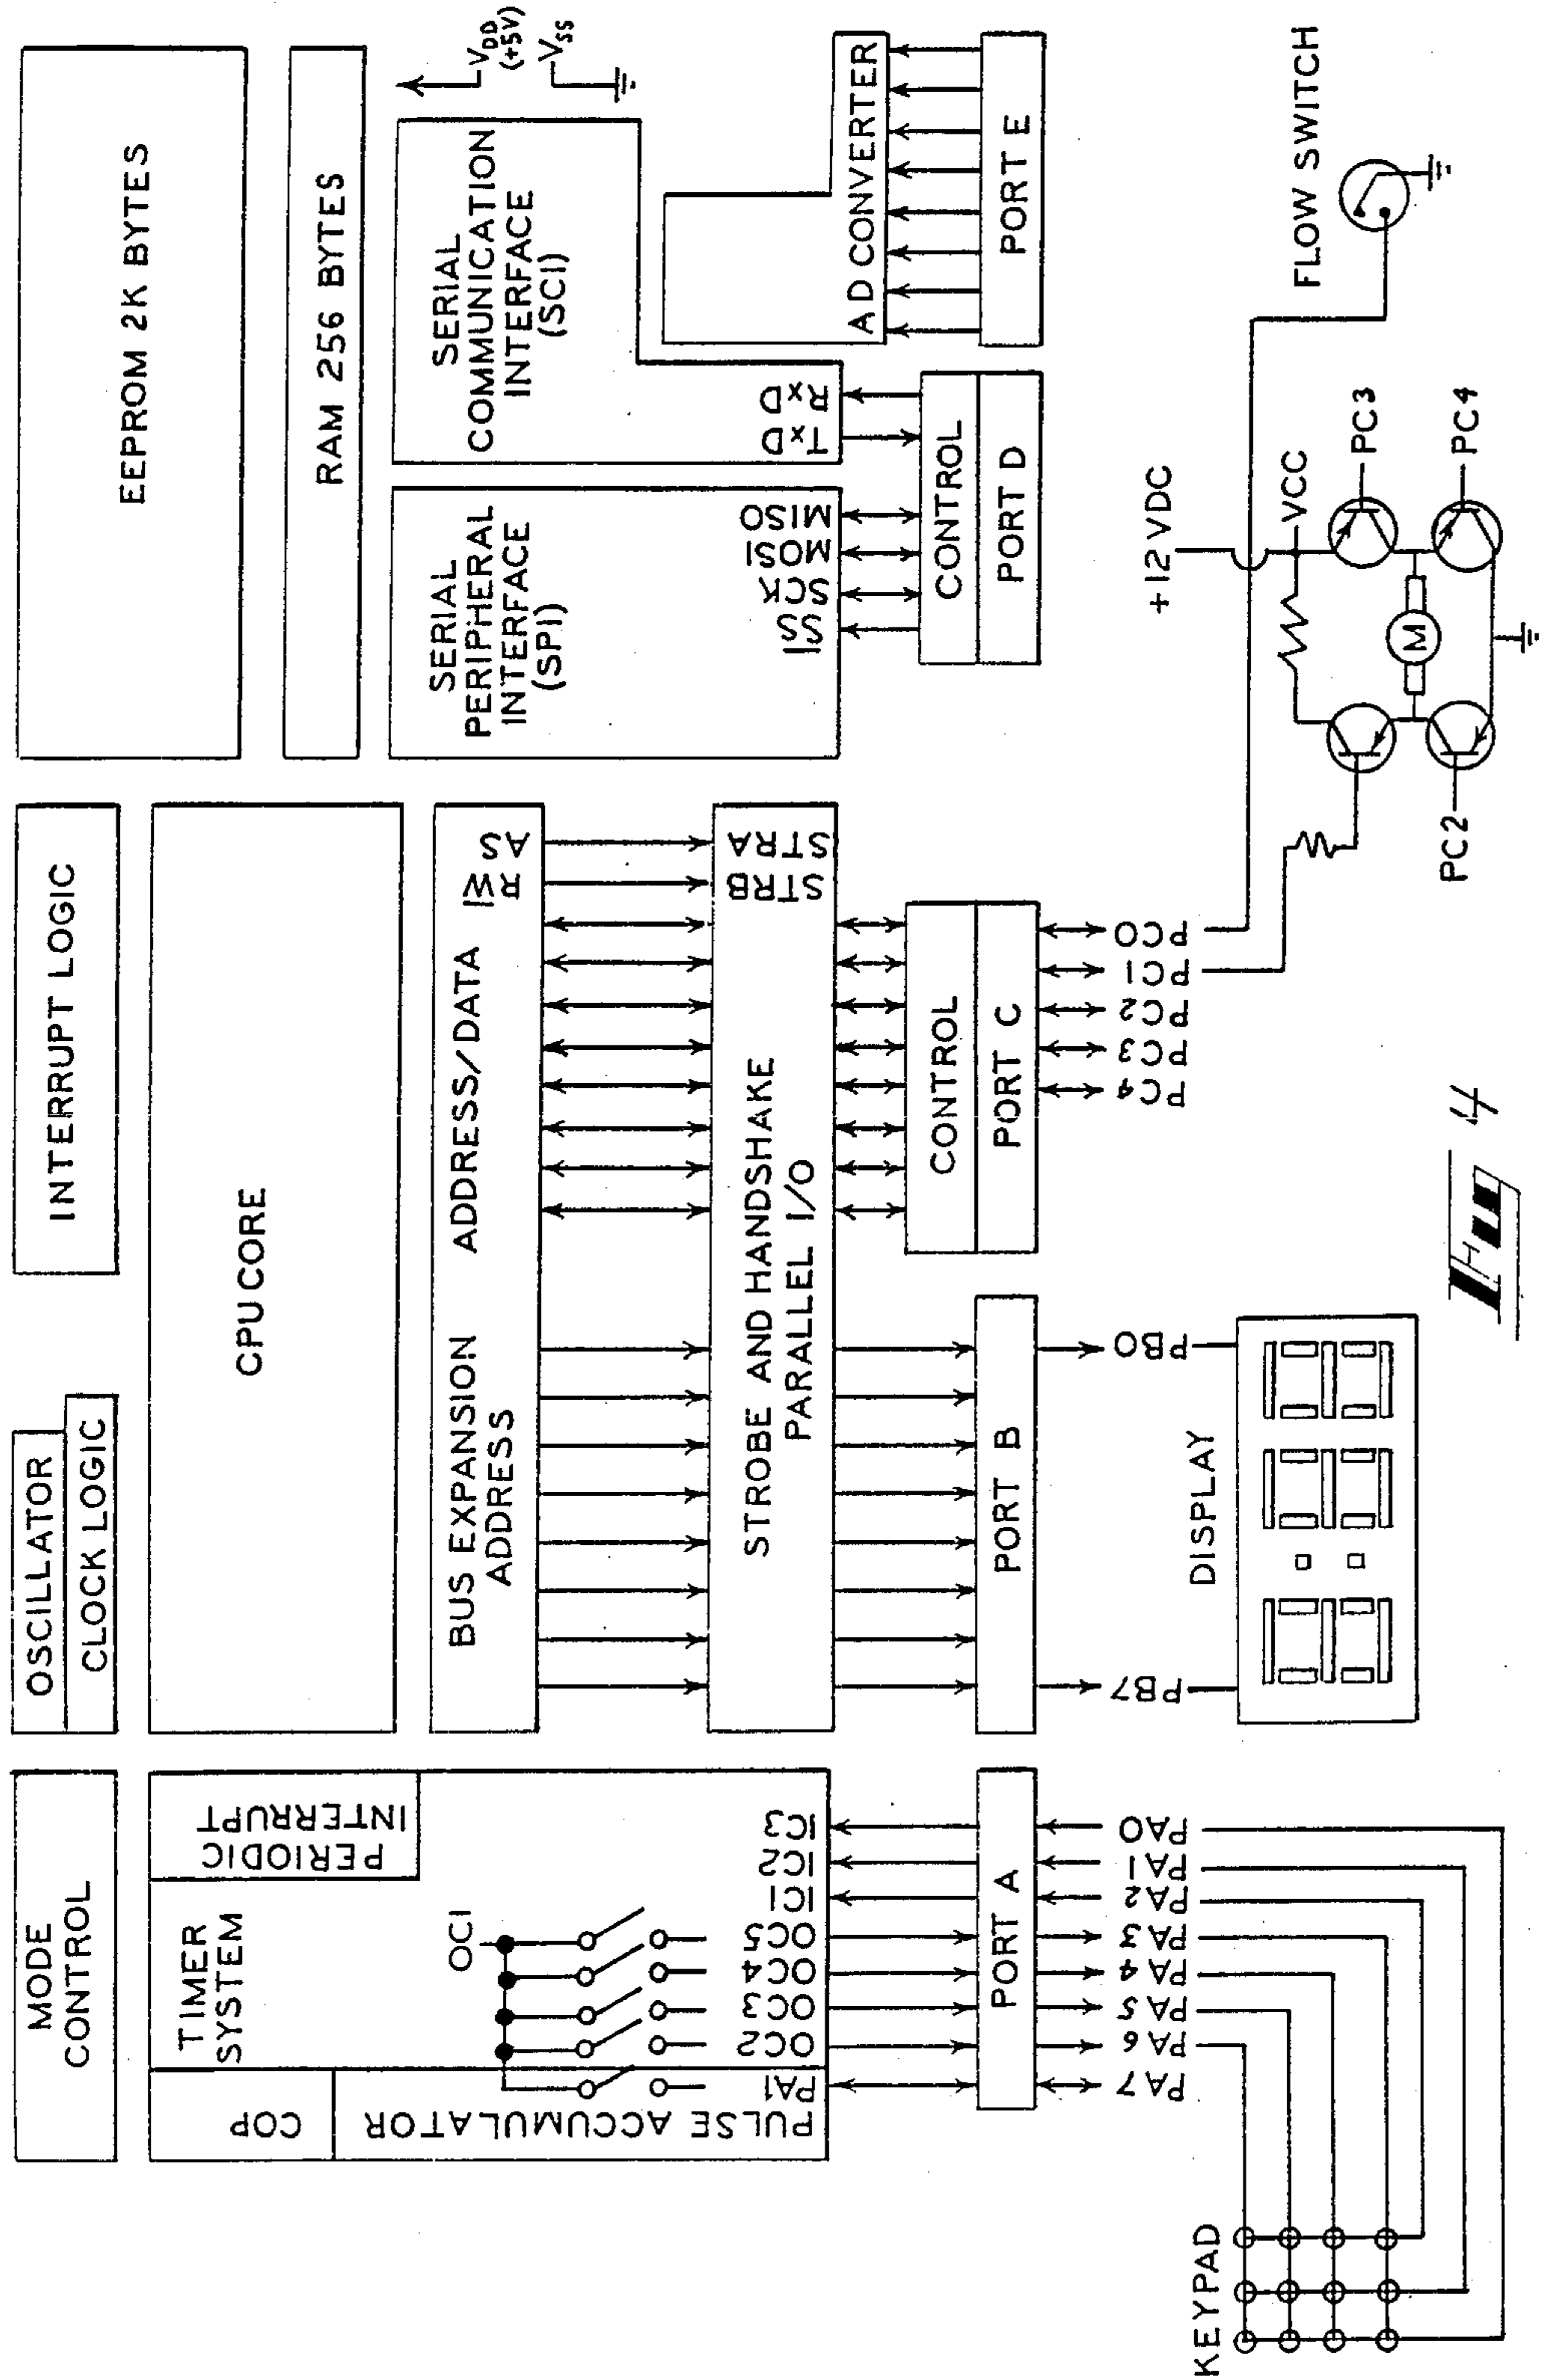 MODE
CONTROL
OSCILLATOR
CLOCK LOGIC
INTERRUPT LOGIC
EEPROM 2K BYTES
TIMER
SYSTEM
PERIODIC
INTERRUPT
COP
PULSE ACCUMULATOR
OC1
PA1
OC2
OC3
OC4
OC5
IC1
IC2
IC3
CPU CORE
RAM 256 BYTES
BUS EXPANSION
ADDRESS
ADDRESS/DATA
R W
AS
STROBE AND HANDSHAKE
PARALLEL I/O
STRB
STRA
SERIAL
PERIPHERAL
INTERFACE
(SPI)
SS
SCK
MOSI
MISO
SERIAL
COMMUNICATION
INTERFACE
(SCI)
TxD
RxD
VDD
(+5V)
VSS
A D CONVERTER
PORT A
PORT B
CONTROL
PORT C
CONTROL
PORT D
PORT E
PA7
PA6
PA5
PA4
PA3
PA2
PA1
PA0
PB7
PB0
PC4
PC3
PC2
PC1
PC0
KEYPAD
DISPLAY
+12 VDC
VCC
PC3
PC4
PC2
M
FLOW SWITCH
Fig 4